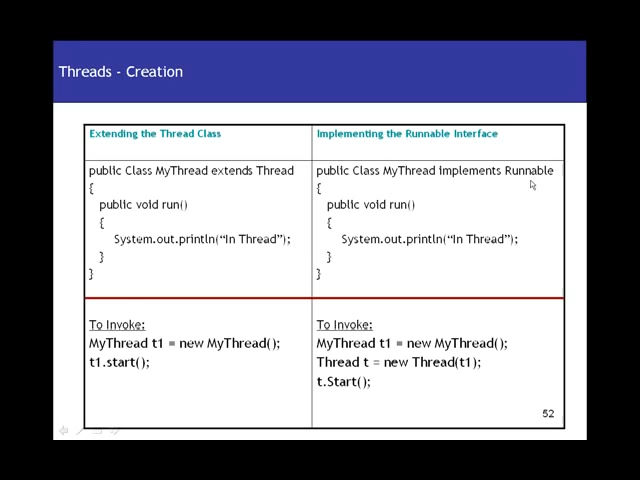 Threads - Creation
Extending the Thread Class
public Class MyThread extends Thread
{
public void run()
{
System.out.println(“In Thread”);
}
}
To Invoke:
MyThread t1 = new MyThread();
t1.start();
Implementing the Runnable Interface
public Class MyThread implements Runnable
{
public void run()
{
System.out.println(“In Thread”);
}
}
To Invoke:
MyThread t1 = new MyThread();
Thread t = new Thread(t1);
t.Start();
52